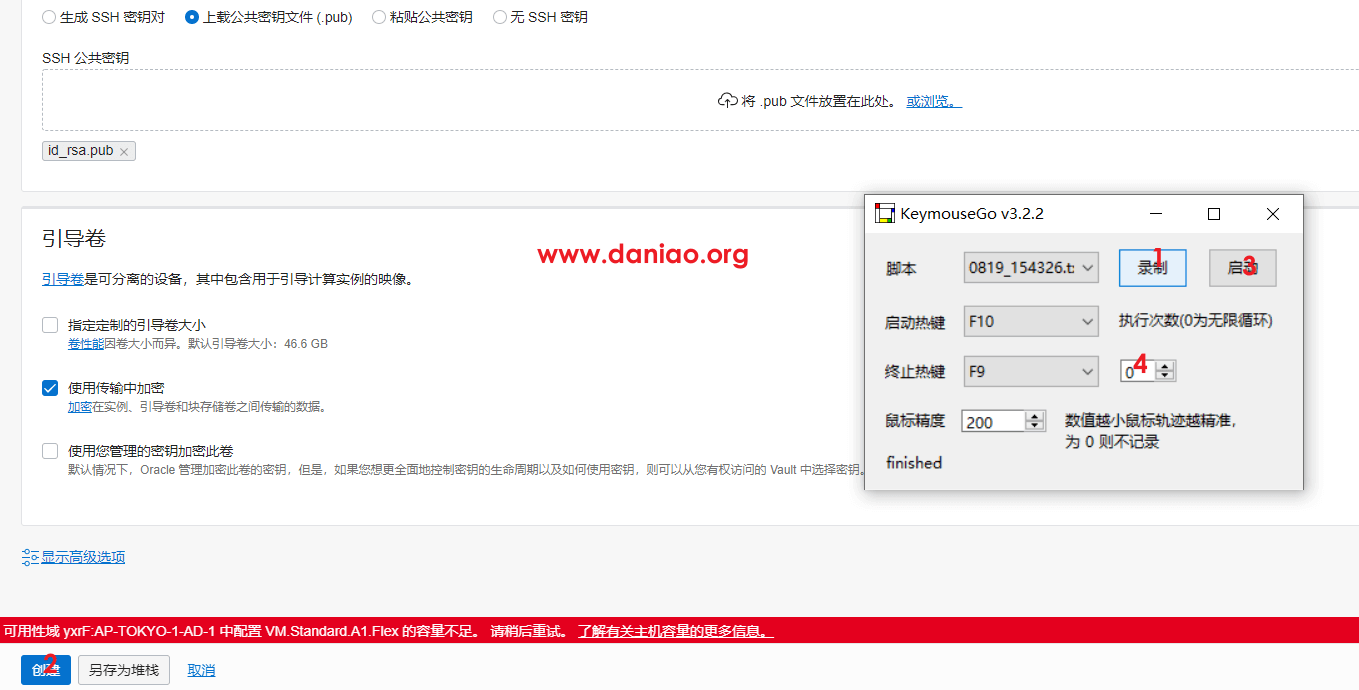 生成 SSH 密钥对 上载公共密钥文件 (.pub) 粘贴公共密钥 无 SSH 密钥
SSH 公共密钥
将 .pub 文件放置在此处。 或浏览。
id_rsa.pub ×
引导卷
引导卷是可分离的设备，其中包含用于引导计算实例的映像。
指定定制的引导卷大小
卷性能因卷大小而异。默认引导卷大小：46.6 GB
使用传输中加密
加密在实例、引导卷和块存储卷之间传输的数据。
使用您管理的密钥加密此卷
默认情况下，Oracle 管理加密此卷的密钥，但是，如果您想更全面地控制密钥的生命周期以及如何使用密钥，则可以从您有权访问的 Vault 中选择密钥。
www.daniao.org
KeymouseGo v3.2.2
脚本 0819_154326.t 录制 1 启动 3
启动热键 F10 执行次数(0为无限循环)
终止热键 F9 0 4
鼠标精度 200 数值越小鼠标轨迹越精准，
为 0 则不记录
finished
显示高级选项
可用性域 yxrF:AP-TOKYO-1-AD-1 中配置 VM.Standard.A1.Flex 的容量不足。 请稍后重试。 了解有关主机容量的更多信息。
创建 2 另存为堆栈 取消